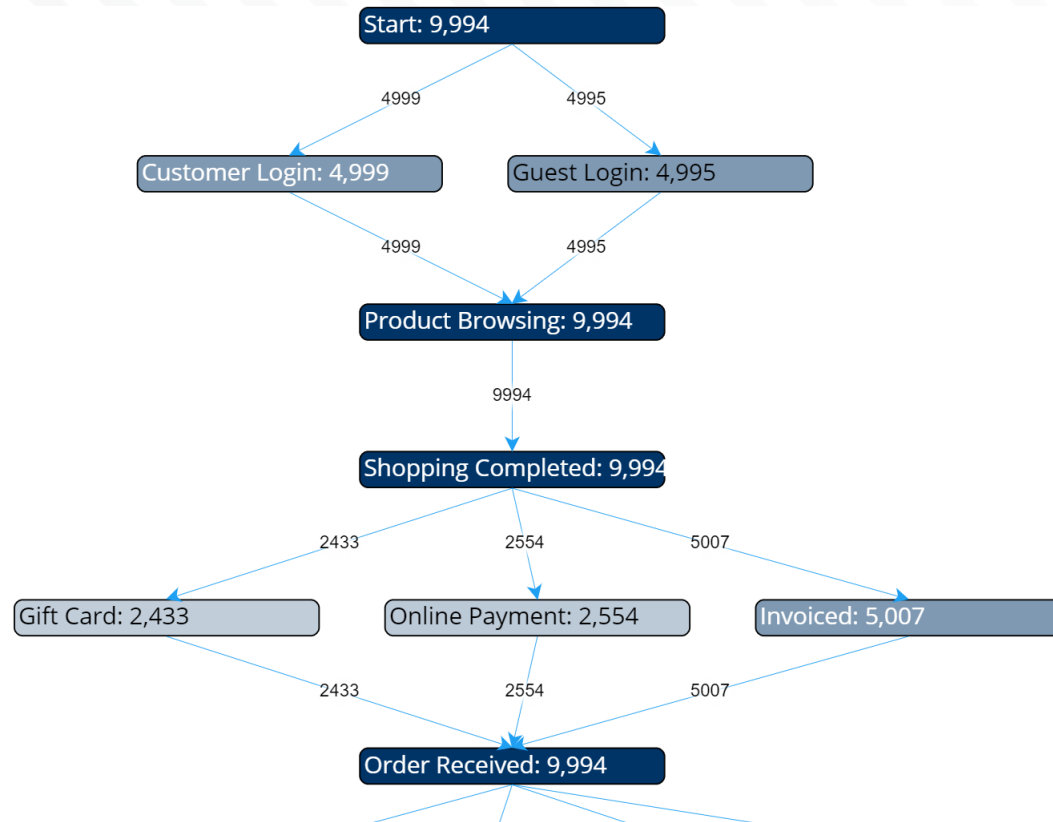 Start: 9,994
4999
4995
Customer Login: 4,999
Guest Login: 4,995
4999
4995
Product Browsing: 9,994
9994
Shopping Completed: 9,994
2433
2554
5007
Gift Card: 2,433
Online Payment: 2,554
Invoiced: 5,007
2433
2554
5007
Order Received: 9,994